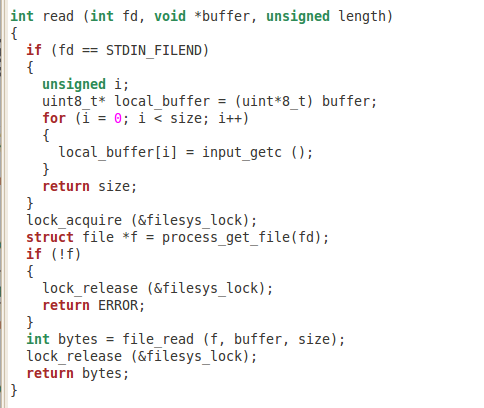 int read (int fd, void *buffer, unsigned length)
{
  if (fd == STDIN_FILEND)
  {
    unsigned i;
    uint8_t* local_buffer = (uint*8_t) buffer;
    for (i = 0; i < size; i++)
    {
      local_buffer[i] = input_getc ();
    }
    return size;
  }
  lock_acquire (&filesys_lock);
  struct file *f = process_get_file(fd);
  if (!f)
  {
    lock_release (&filesys_lock);
    return ERROR;
  }
  int bytes = file_read (f, buffer, size);
  lock_release (&filesys_lock);
  return bytes;
}